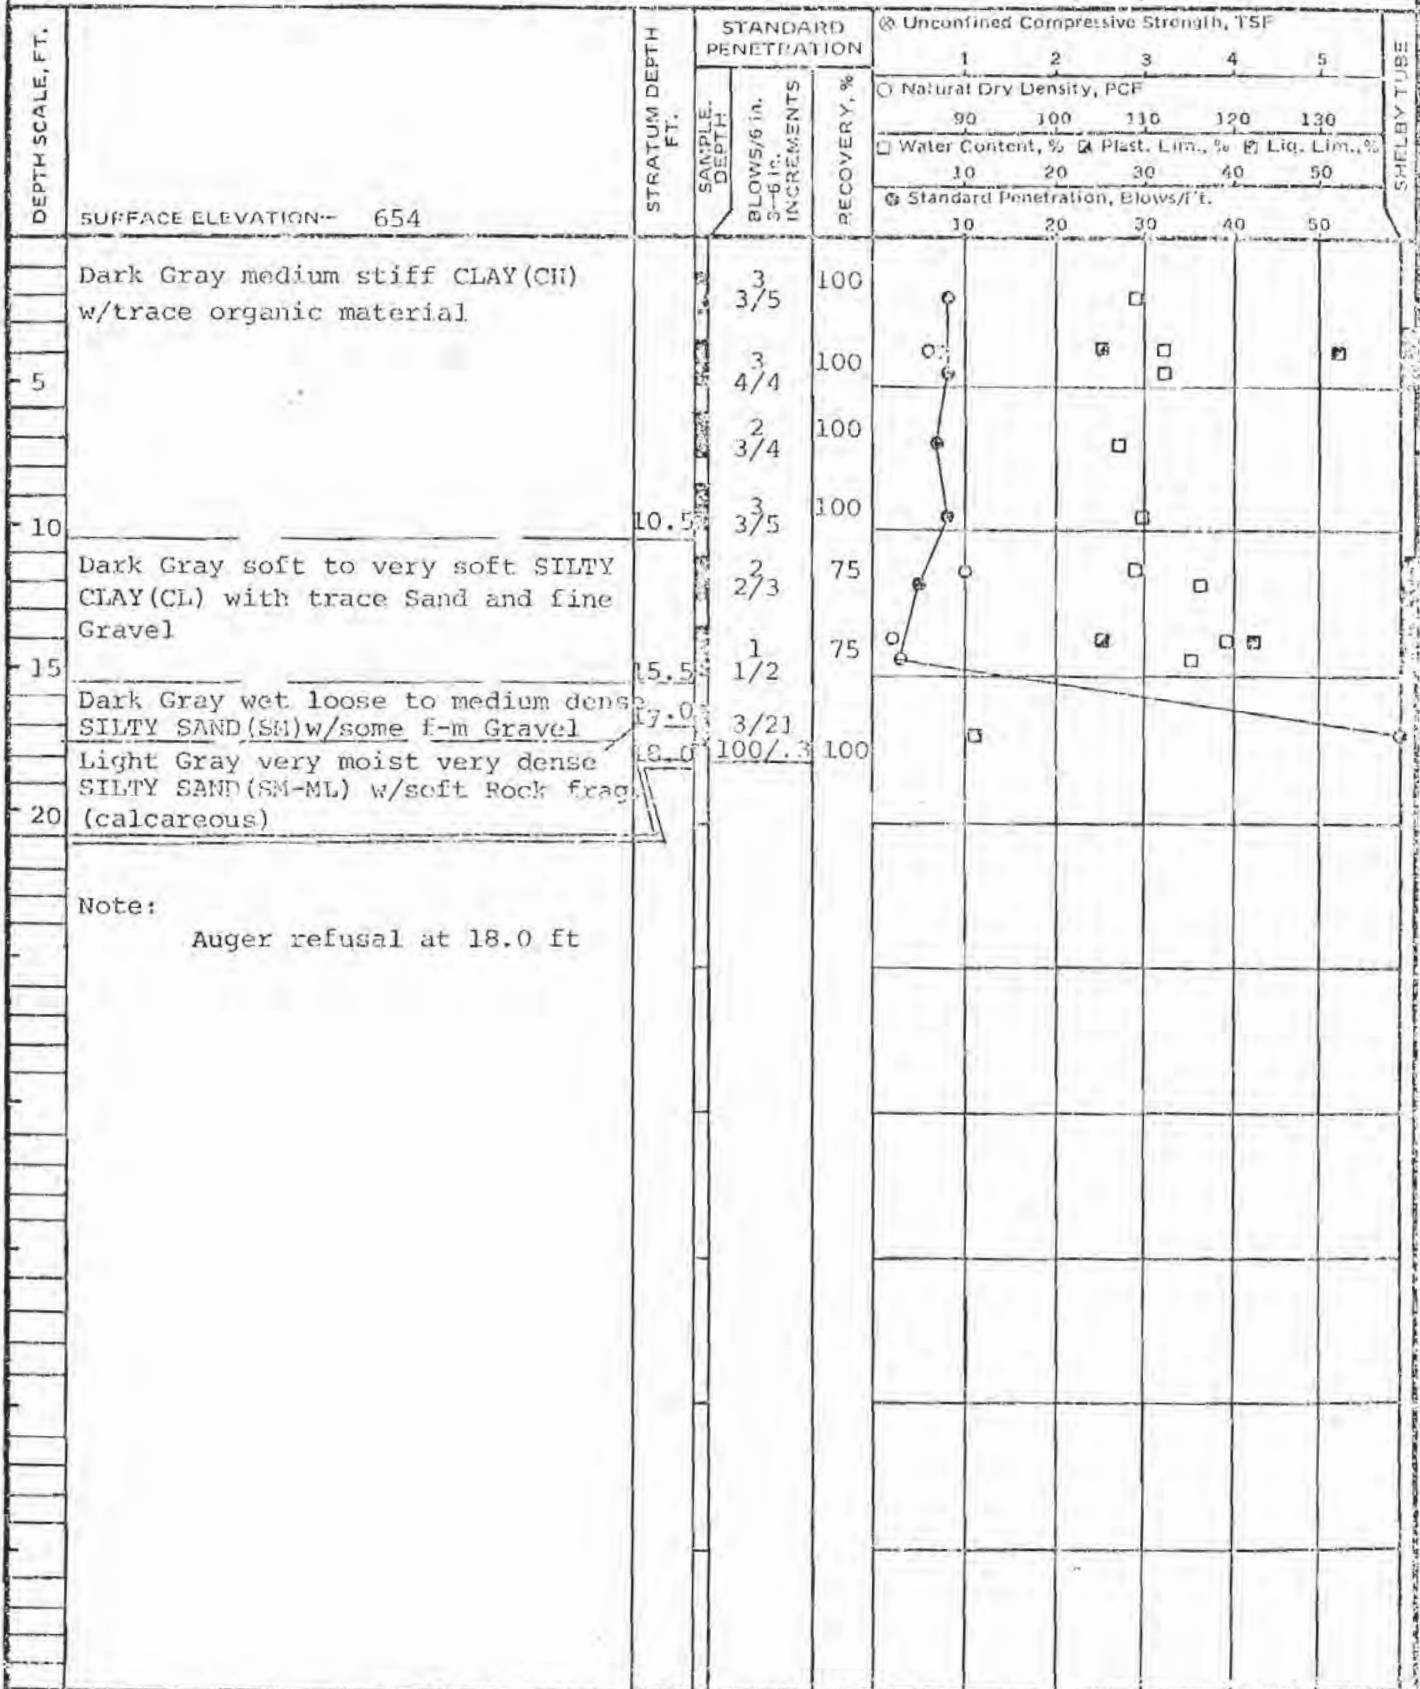 DEPTH SCALE, FT.
SURFACE ELEVATION-- 654
STRATUM DEPTH
FT.
STANDARD
PENETRATION
SAMPLE
DEPTH
BLOWS/6 in.
3-6 in.
INCREMENTS
RECOVERY, %
⊗ Unconfined Compressive Strength, TSF
1 2 3 4 5
○ Natural Dry Density, PCF
90 100 110 120 130
□ Water Content, % Plast. Lim., % Liq. Lim., %
10 20 30 40 50
Standard Penetration, Blows/Ft.
10 20 30 40 50
SHELBY TUBE
Dark Gray medium stiff CLAY(CH)
w/trace organic material
3
3/5
100
3
4/4
100
5
2
3/4
100
3
3/5
100
10
10.5
Dark Gray soft to very soft SILTY
CLAY(CL) with trace Sand and fine
Gravel
2
2/3
75
1
1/2
75
15
15.5
Dark Gray wet loose to medium dense
SILTY SAND(SM)w/some f-m Gravel
17.0
3/21
100/.3
100
18.0
Light Gray very moist very dense
SILTY SAND(SM-ML) w/soft Rock frag.
(calcareous)
20
Note:
Auger refusal at 18.0 ft